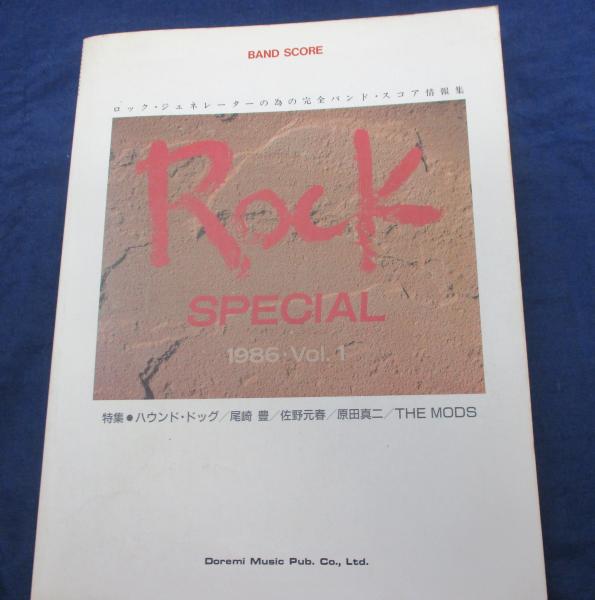 BAND SCORE
ロック・ジェネレーターの為の完全バンド・スコア情報集
Rock
SPECIAL
1986・Vol.1
特集●ハウンド・ドッグ/尾崎 豊/佐野元春/原田真二/THE MODS
Doremi Music Pub. Co., Ltd.